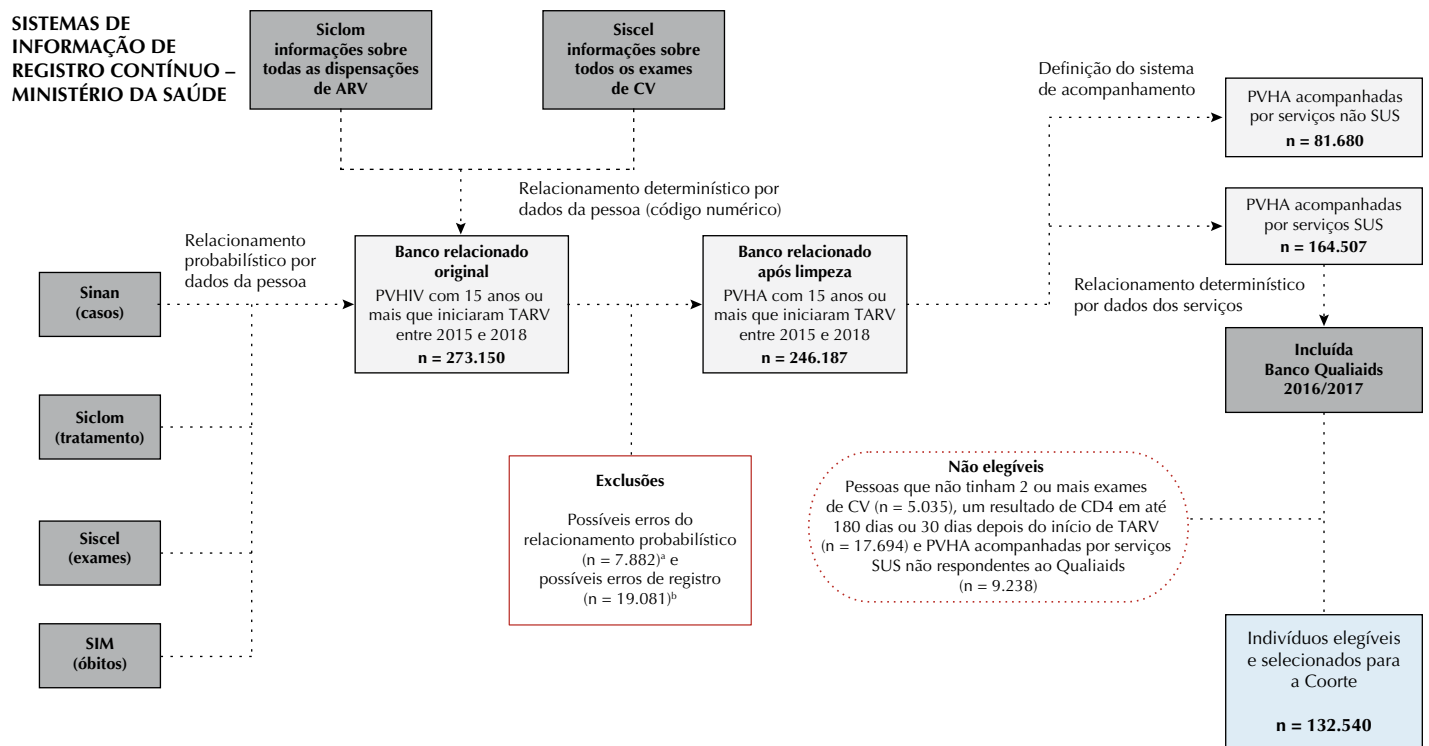 SISTEMAS DE
INFORMAÇÃO DE
REGISTRO CONTÍNUO –
MINISTÉRIO DA SAÚDE
Siclom
informações sobre
todas as dispensações
de ARV
Siscel
informações sobre
todos os exames
de CV
Relacionamento determinístico por
dados da pessoa (código numérico)
Relacionamento
probabilístico por
dados da pessoa
Sinan
(casos)
Siclom
(tratamento)
Siscel
(exames)
SIM
(óbitos)
Banco relacionado
original
PVHIV com 15 anos ou
mais que iniciaram TARV
entre 2015 e 2018
n = 273.150
Exclusões
Possíveis erros do
relacionamento probabilístico
(n = 7.882)ᵃ e
possíveis erros de registro
(n = 19.081)ᵇ
Banco relacionado
após limpeza
PVHA com 15 anos ou
mais que iniciaram TARV
entre 2015 e 2018
n = 246.187
Definição do sistema
de acompanhamento
PVHA acompanhadas
por serviços não SUS
n = 81.680
PVHA acompanhadas
por serviços SUS
n = 164.507
Relacionamento determinístico
por dados dos serviços
Incluída
Banco Qualiaids
2016/2017
Não elegíveis
Pessoas que não tinham 2 ou mais exames
de CV (n = 5.035), um resultado de CD4 em até
180 dias ou 30 dias depois do início de TARV
(n = 17.694) e PVHA acompanhadas por serviços
SUS não respondentes ao Qualiaids
(n = 9.238)
Indivíduos elegíveis
e selecionados para
a Coorte
n = 132.540